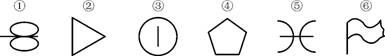 ① ② ③ ④ ⑤ ⑥